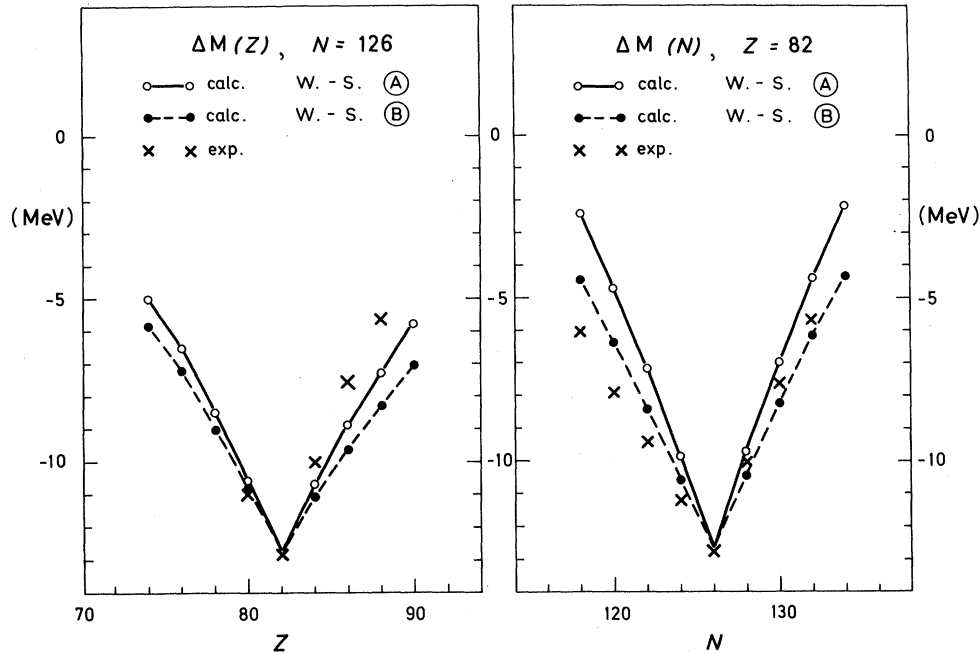 ΔM (Z) , N = 126
calc. W. - S. Ⓐ
calc. W. - S. Ⓑ
exp.
0
(MeV)
-5
-10
70
80
90
Z
ΔM (N) , Z = 82
calc. W. - S. Ⓐ
calc W. - S. Ⓑ
exp.
0
-5
-10
0
(MeV)
-5
-10
120
130
N